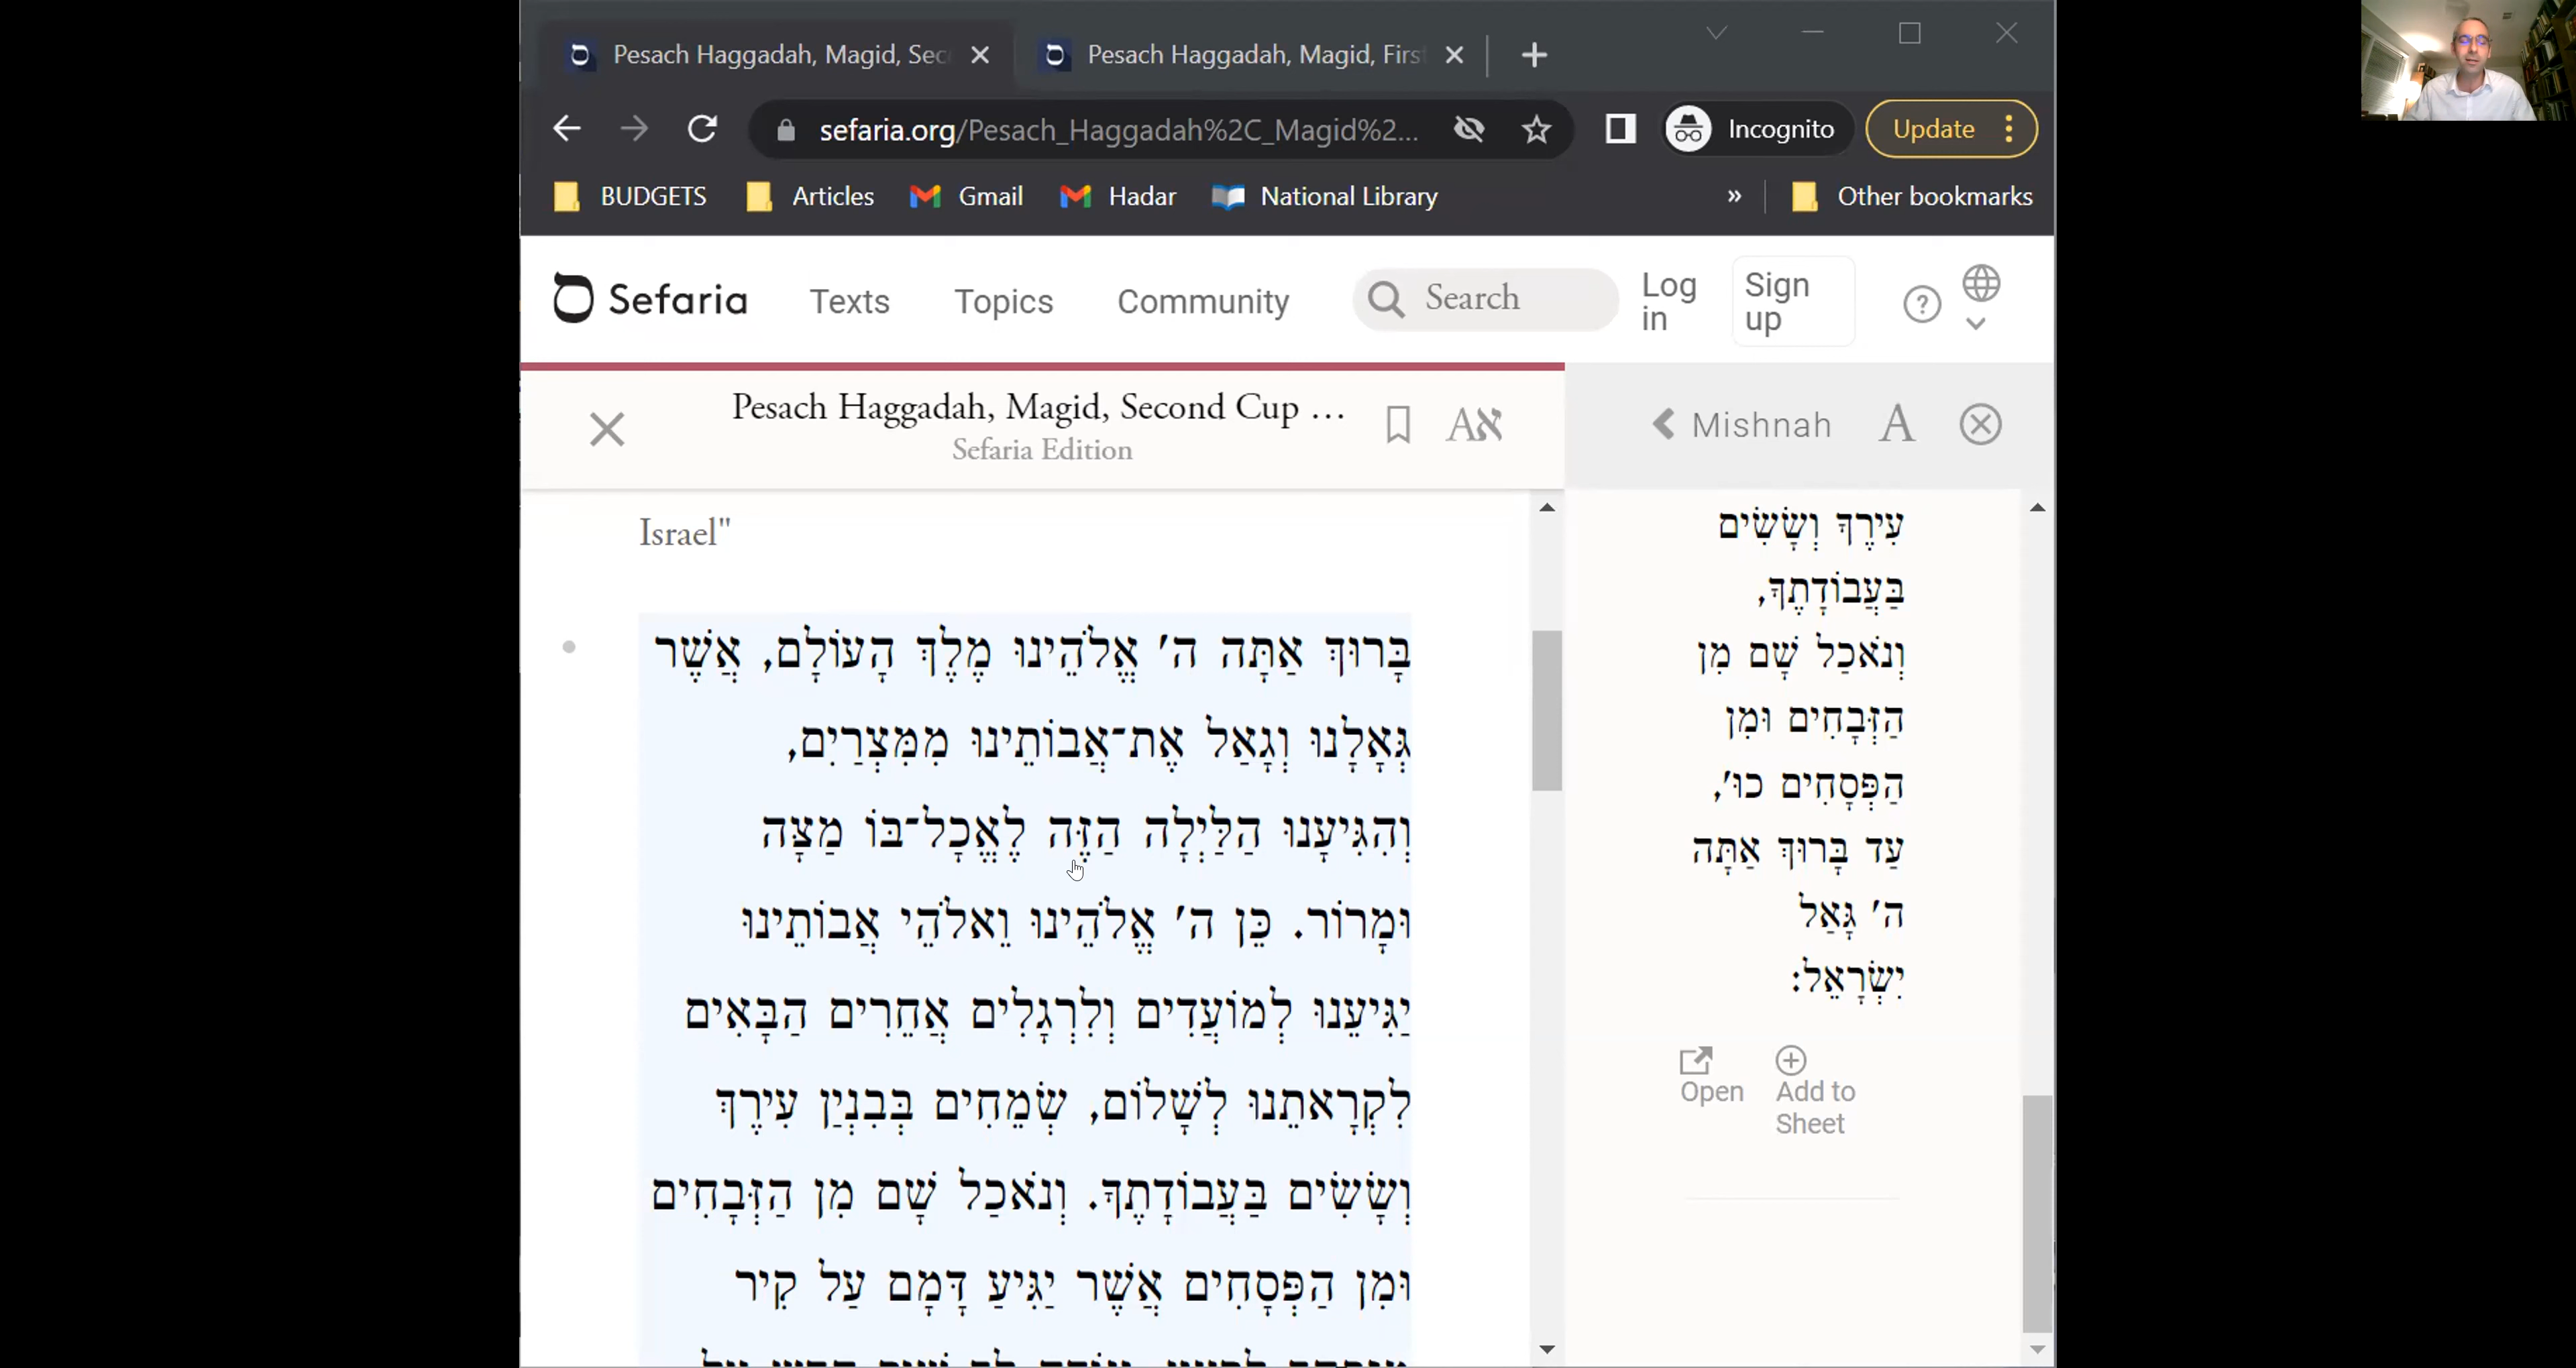 Pesach Haggadah, Magid, Sec
Pesach Haggadah, Magid, First
sefaria.org/Pesach_Haggadah%2C_Magid%2...
Incognito
Update
BUDGETS
Articles
Gmail
Hadar
National Library
»
Other bookmarks
Sefaria
Texts
Topics
Community
Search
Log in
Sign up
Pesach Haggadah, Magid, Second Cup ...
Sefaria Edition
Israel"
בָּרוּךְ אַתָּה ה' אֱלֹהֵינוּ מֶלֶךְ הָעוֹלָם, אֲשֶׁר
גְּאָלָנוּ וְגָאַל אֶת־אֲבוֹתֵינוּ מִמִּצְרַיִם,
וְהִגִּיעָנוּ הַלַּיְלָה הַזֶּה לֶאֱכָל־בּוֹ מַצָּה
וּמָרוֹר. כֵּן ה' אֱלֹהֵינוּ וֵאלֹהֵי אֲבוֹתֵינוּ
יַגִּיעֵנוּ לְמוֹעֲדִים וְלִרְגָלִים אֲחֵרִים הַבָּאִים
לִקְרָאתֵנוּ לְשָׁלוֹם, שְׂמֵחִים בְּבִנְיַן עִירֶךָ
וְשָׂשִׂים בַּעֲבוֹדָתֶךָ. וְנֹאכַל שָׁם מִן הַזְּבָחִים
וּמִן הַפְּסָחִים אֲשֶׁר יַגִּיעַ דָּמָם עַל קִיר
Mishnah
A
עִירֶךָ וְשָׂשִׂים
בַּעֲבוֹדָתֶךָ,
וְנֹאכַל שָׁם מִן
הַזְּבָחִים וּמִן
הַפְּסָחִים כוּ',
עַד בָּרוּךְ אַתָּה
ה' גָּאַל
יִשְׂרָאֵל:
Open
Add to
Sheet